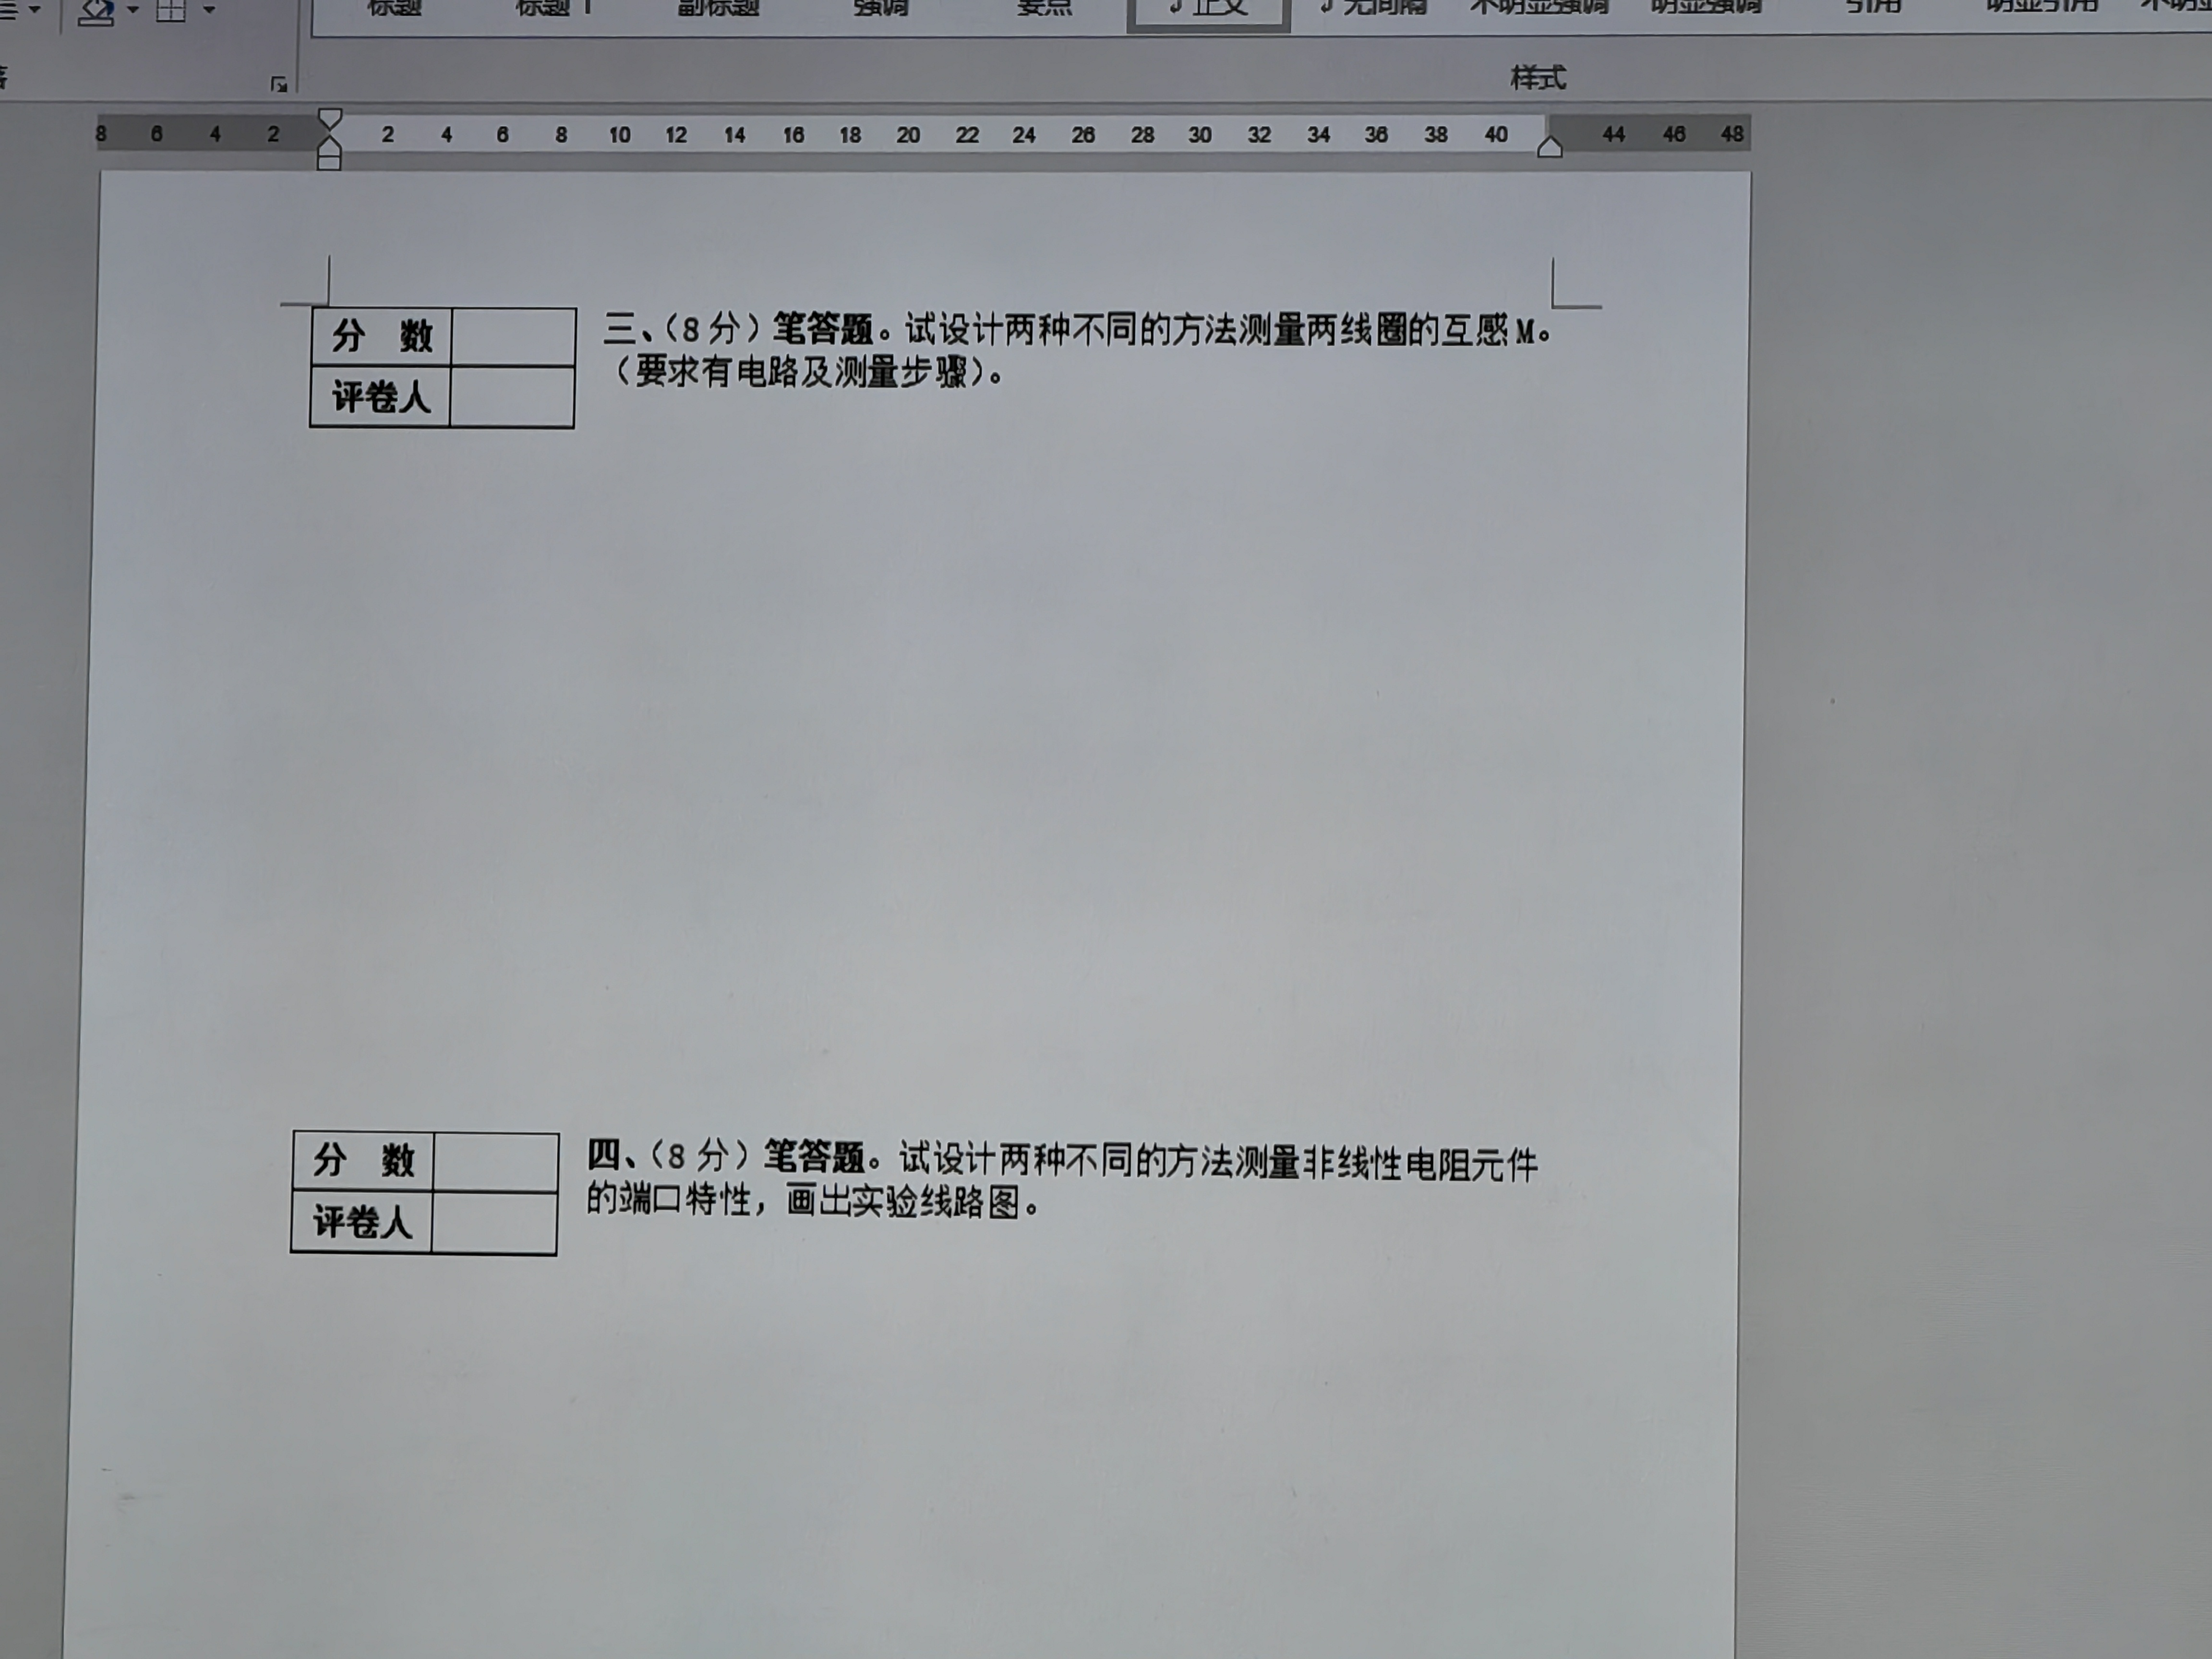 标题 标题 1 副标题 强调 要点 正文 无间隔 不明显强调 明显强调 引用 明显引用
样式
8 6 4 2 2 4 6 8 10 12 14 16 18 20 22 24 26 28 30 32 34 36 38 40 44 46 48
分 数
评卷人
三、（8 分）笔答题。试设计两种不同的方法测量两线圈的互感 M。
（要求有电路及测量步骤）。
分 数
评卷人
四、（8 分）笔答题。试设计两种不同的方法测量非线性电阻元件
的端口特性，画出实验线路图。